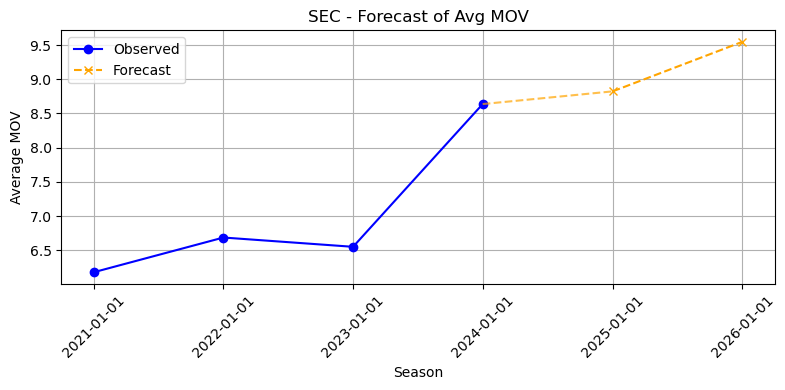 SEC - Forecast of Avg MOV
Observed
Forecast
Average MOV
9.5
9.0
8.5
8.0
7.5
7.0
6.5
2021-01-01
2022-01-01
2023-01-01
2024-01-01
2025-01-01
2026-01-01
Season